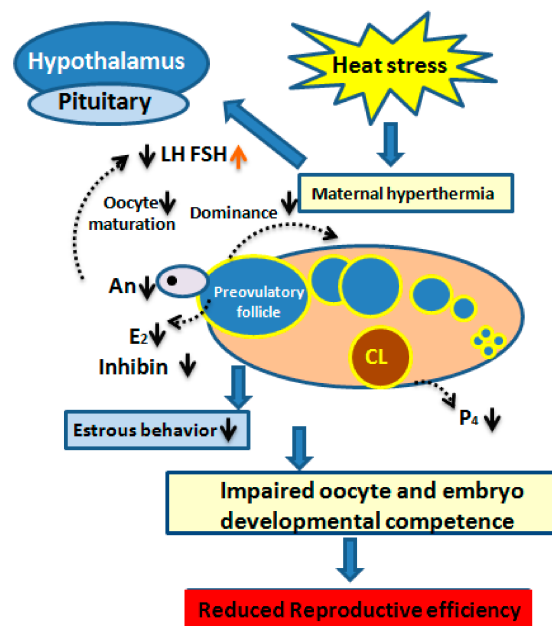 Hypothalamus
Pituitary
Heat stress
LH FSH
Maternal hyperthermia
Oocyte
maturation
Dominance
An
Preovulatory
follicle
E2
Inhibin
CL
P4
Estrous behavior
Impaired oocyte and embryo
developmental competence
Reduced Reproductive efficiency